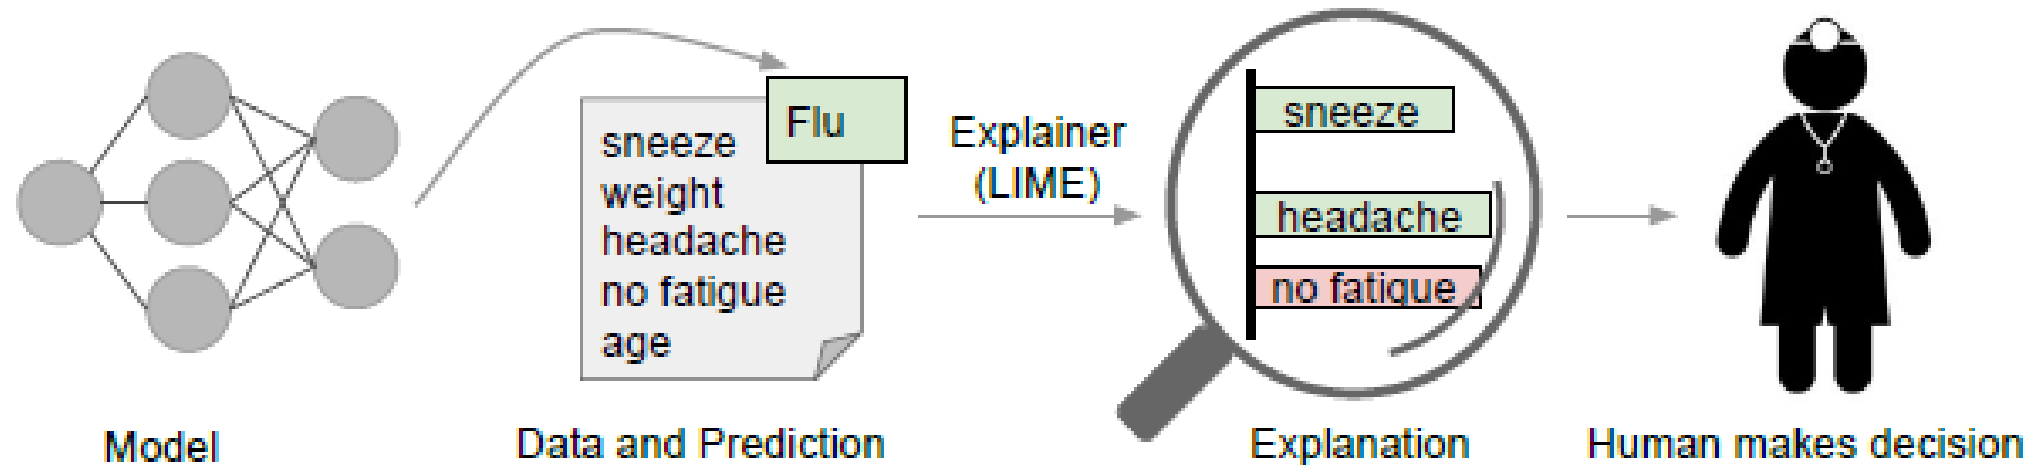 Flu
sneeze
weight
headache
no fatigue
age
Explainer
(LIME)
sneeze
headache
no fatigue
Model
Data and Prediction
Explanation
Human makes decision